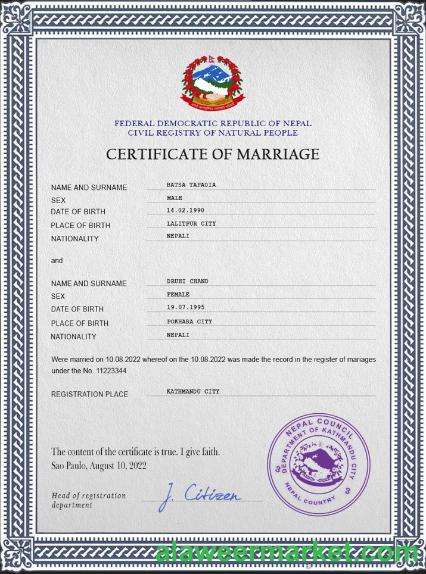 FEDERAL DEMOCRATIC REPUBLIC OF NEPAL
CIVIL REGISTRY OF NATURAL PEOPLE
CERTIFICATE OF MARRIAGE
NAME AND SURNAME BATSA TAPADIA
SEX MALE
DATE OF BIRTH 14.02.1990
PLACE OF BIRTH LALITPUR CITY
NATIONALITY NEPALI
and
NAME AND SURNAME DRUHI CHAND
SEX FEMALE
DATE OF BIRTH 19.07.1995
PLACE OF BIRTH POKHARA CITY
NATIONALITY NEPALI
Were married on 10.08.2022 whereof on the 10.08.2022 was made the record in the register of mariages
under the No. 11223344
REGISTRATION PLACE KATHMANDU CITY
The content of the certificate is true. I give faith.
Sao Paulo, August 10, 2022
Head of registration
department
J. Citizen
NEPAL COUNCIL
DEPARTMENT OF KATHMANDU CITY
NEPAL COUNTRY
alaweermarket.com